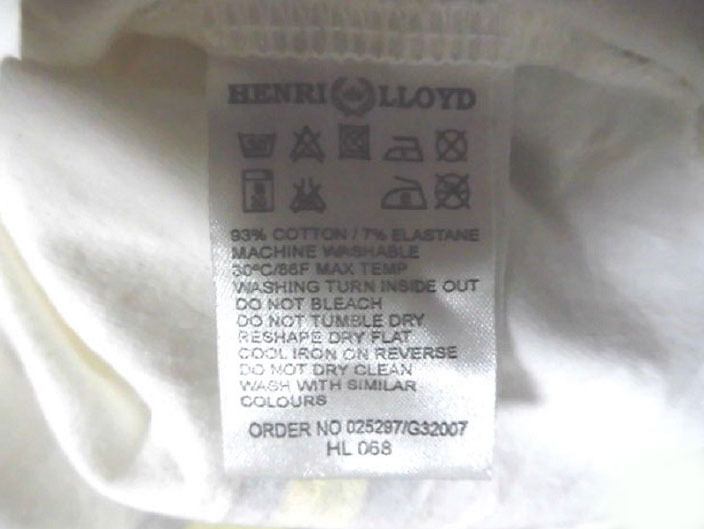 HENRI LLOYD
93% COTTON / 7% ELASTANE
MACHINE WASHABLE
30°C/86F MAX TEMP
WASHING TURN INSIDE OUT
DO NOT BLEACH
DO NOT TUMBLE DRY
RESHAPE DRY FLAT
COOL IRON ON REVERSE
DO NOT DRY CLEAN
WASH WITH SIMILAR
COLOURS
ORDER NO 025297/G32007
HL 068